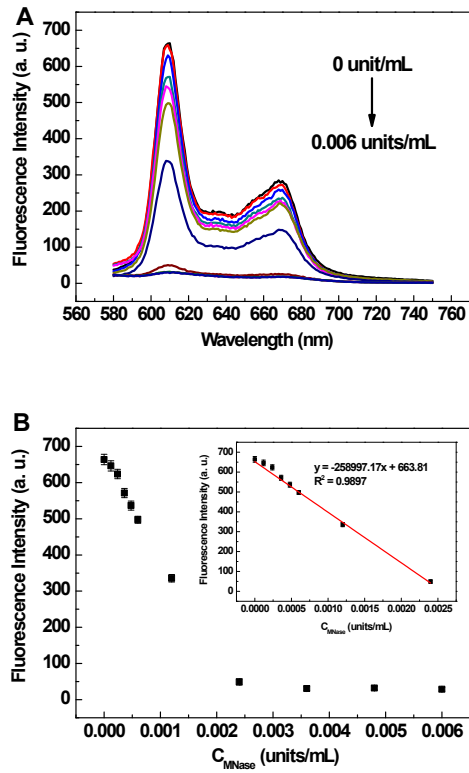 A
700
600
500
400
300
200
100
0
Fluorescence Intensity (a. u.)
0 unit/mL
0.006 units/mL
560 580 600 620 640 660 680 700 720 740 760
Wavelength (nm)
B
700
600
500
400
300
200
100
0
Fluorescence Intensity (a. u.)
700
600
500
400
300
200
100
0
Fluorescence Intensity (a. u.)
y = -258997.17x + 663.81
R² = 0.9897
0.0000 0.0005 0.0010 0.0015 0.0020 0.0025
C_MNase (units/mL)
0.000 0.001 0.002 0.003 0.004 0.005 0.006
C_MNase (units/mL)